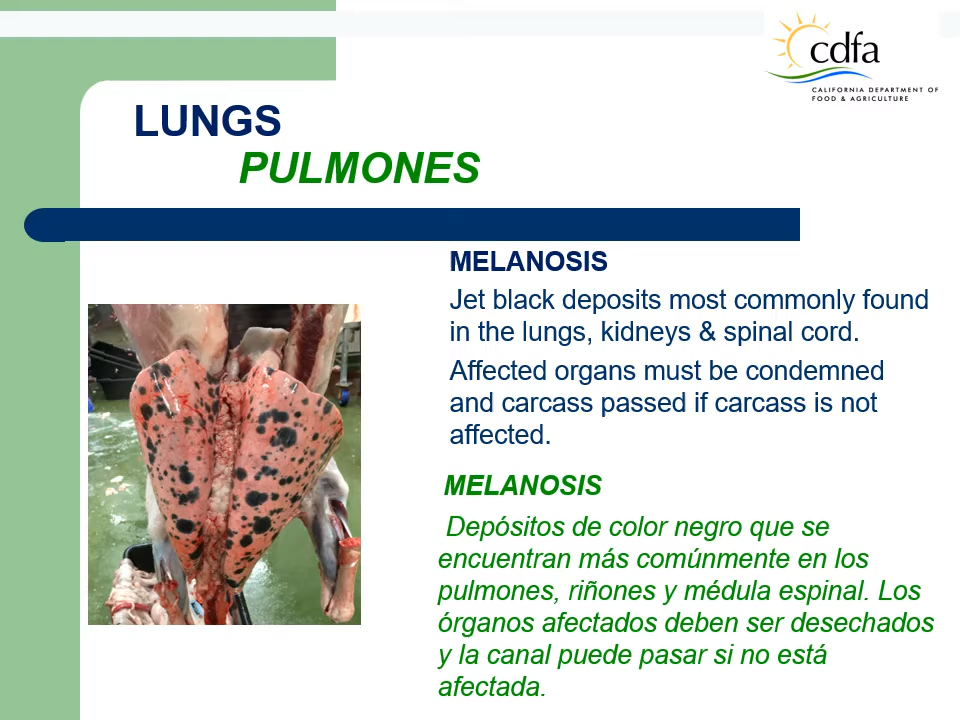 cdfa
CALIFORNIA DEPARTMENT OF
FOOD & AGRICULTURE
LUNGS
PULMONES
MELANOSIS
Jet black deposits most commonly found
in the lungs, kidneys & spinal cord.
Affected organs must be condemned
and carcass passed if carcass is not
affected.
MELANOSIS
Depósitos de color negro que se
encuentran más comúnmente en los
pulmones, riñones y médula espinal. Los
órganos afectados deben ser desechados
y la canal puede pasar si no está
afectada.